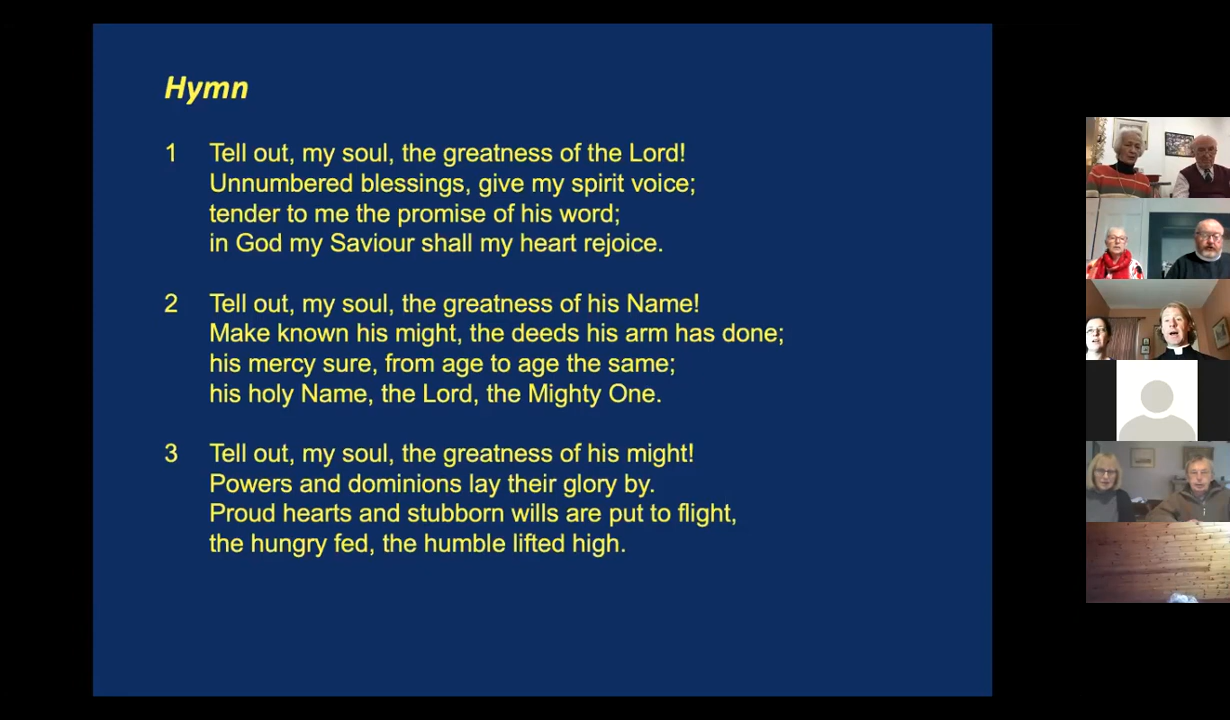 Hymn
1 Tell out, my soul, the greatness of the Lord!
Unnumbered blessings, give my spirit voice;
tender to me the promise of his word;
in God my Saviour shall my heart rejoice.
2 Tell out, my soul, the greatness of his Name!
Make known his might, the deeds his arm has done;
his mercy sure, from age to age the same;
his holy Name, the Lord, the Mighty One.
3 Tell out, my soul, the greatness of his might!
Powers and dominions lay their glory by.
Proud hearts and stubborn wills are put to flight,
the hungry fed, the humble lifted high.